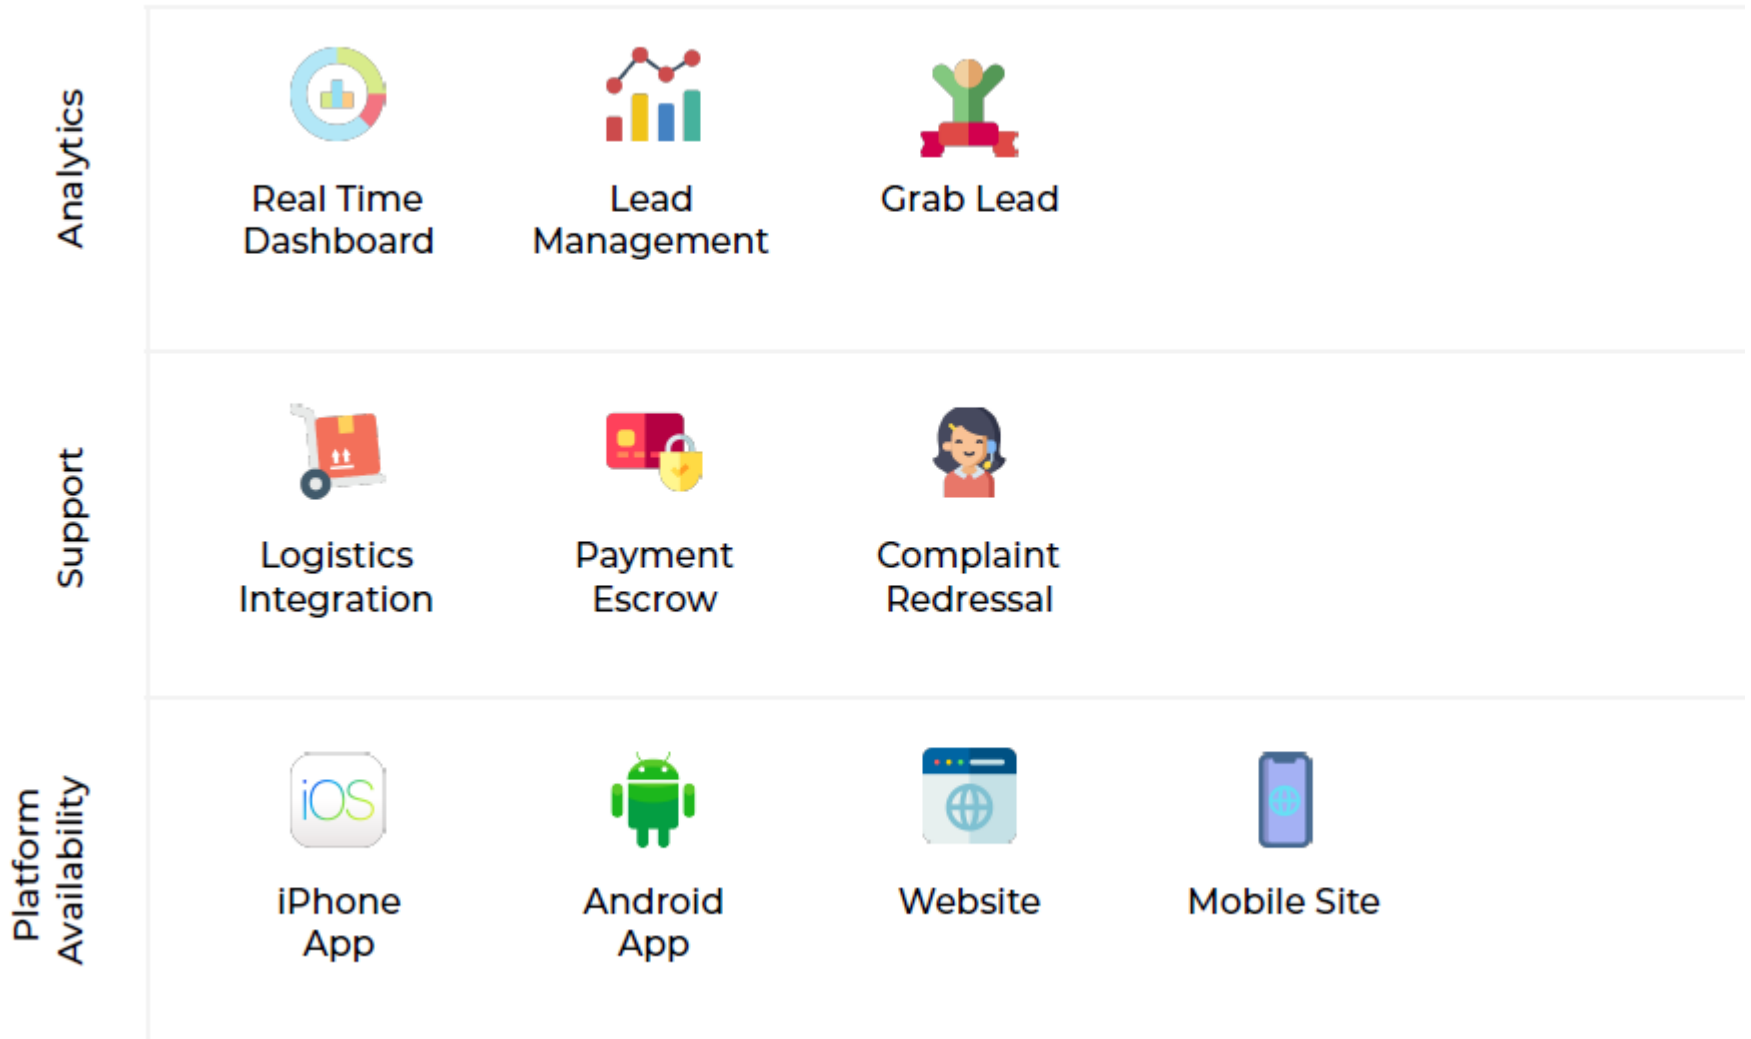 Analytics
Real Time
Dashboard
Lead
Management
Grab Lead
Support
Logistics
Integration
Payment
Escrow
Complaint
Redressal
Platform
Availability
iOS
iPhone
App
Android
App
Website
Mobile Site